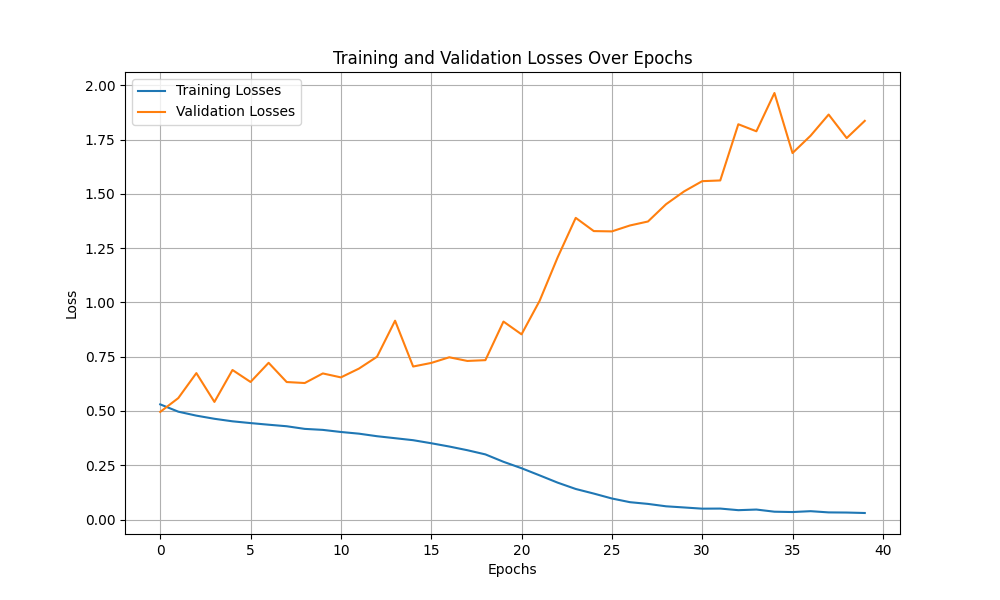 Training and Validation Losses Over Epochs
Training Losses
Validation Losses
2.00
1.75
1.50
1.25
1.00
0.75
0.50
0.25
0.00
Loss
0 5 10 15 20 25 30 35 40
Epochs